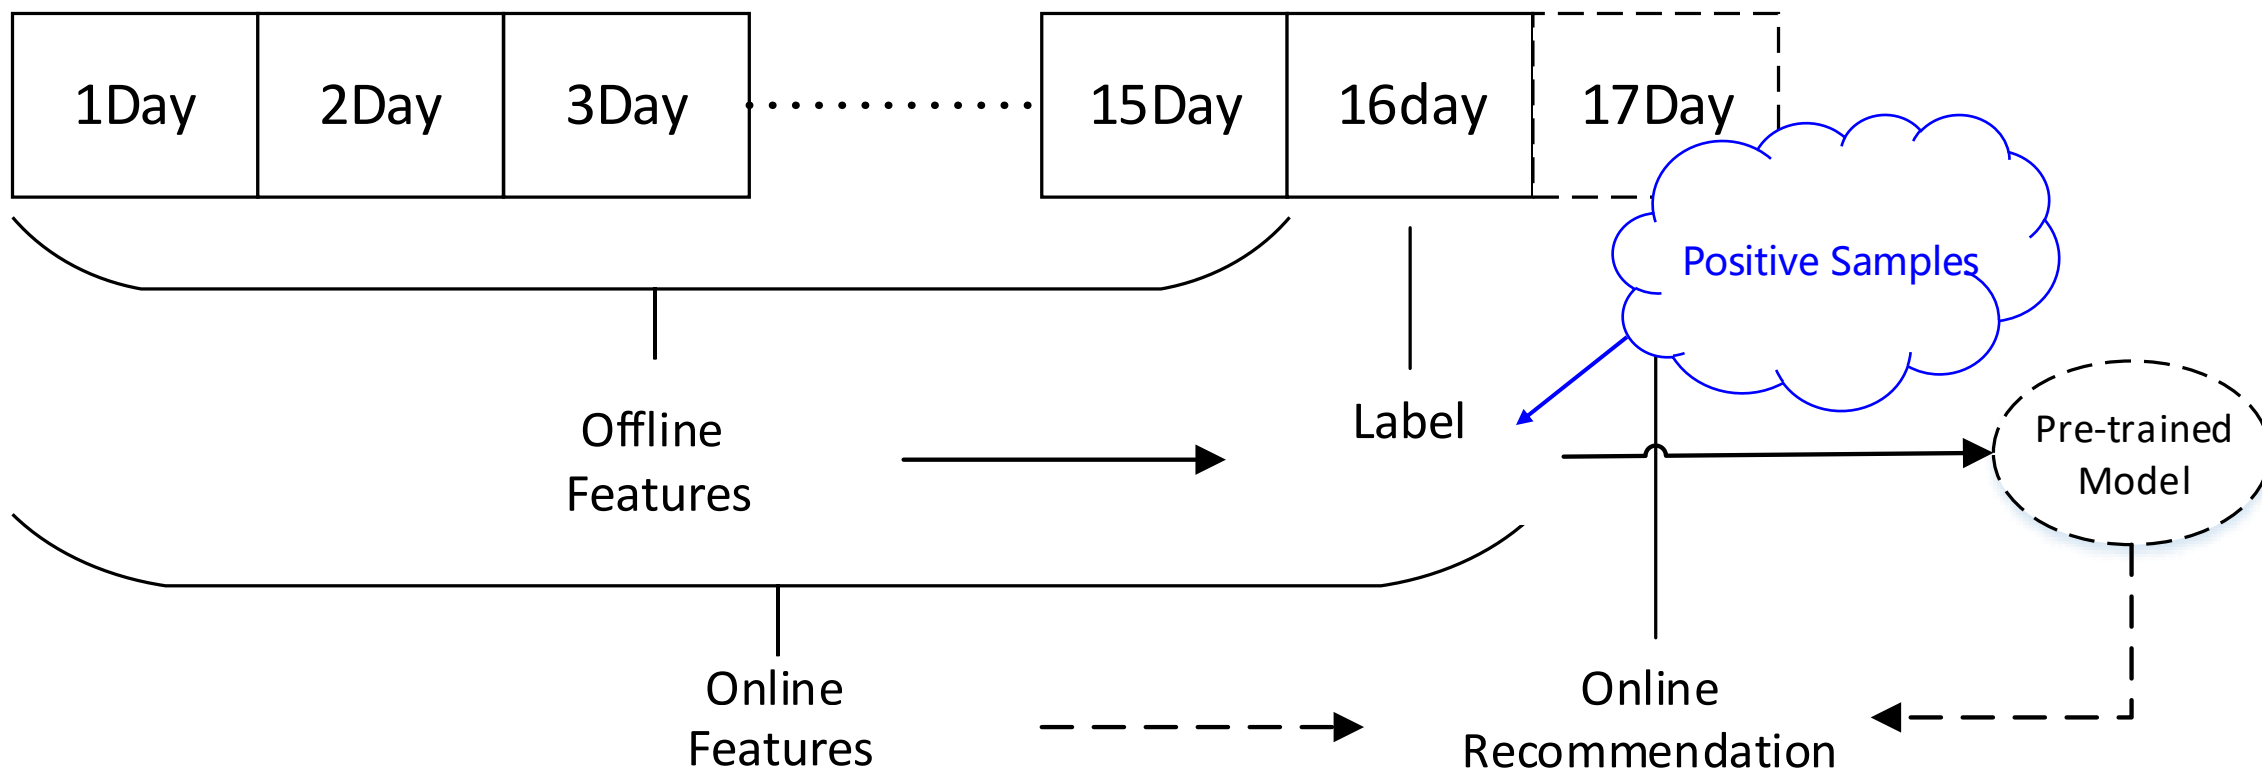 1Day
2Day
3Day
15Day
16day
17Day
Positive Samples
Offline
Features
Label
Pre-trained
Model
Online
Features
Online
Recommendation